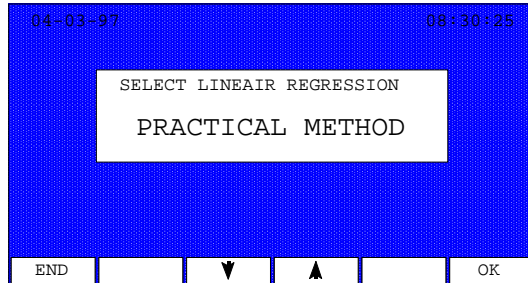 04-03-97 08:30:25
SELECT LINEAIR REGRESSION
PRACTICAL METHOD
END OK